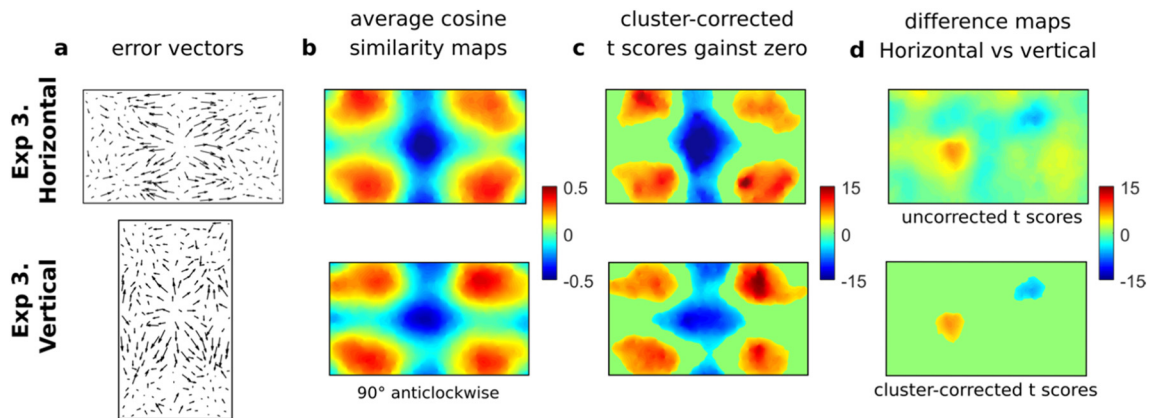 a error vectors
b average cosine
similarity maps
c cluster-corrected
t scores gainst zero
d difference maps
Horizontal vs vertical
Exp 3.
Horizontal
0.5
0
-0.5
15
0
-15
uncorrected t scores
15
0
-15
Exp 3.
Vertical
90° anticlockwise
cluster-corrected t scores